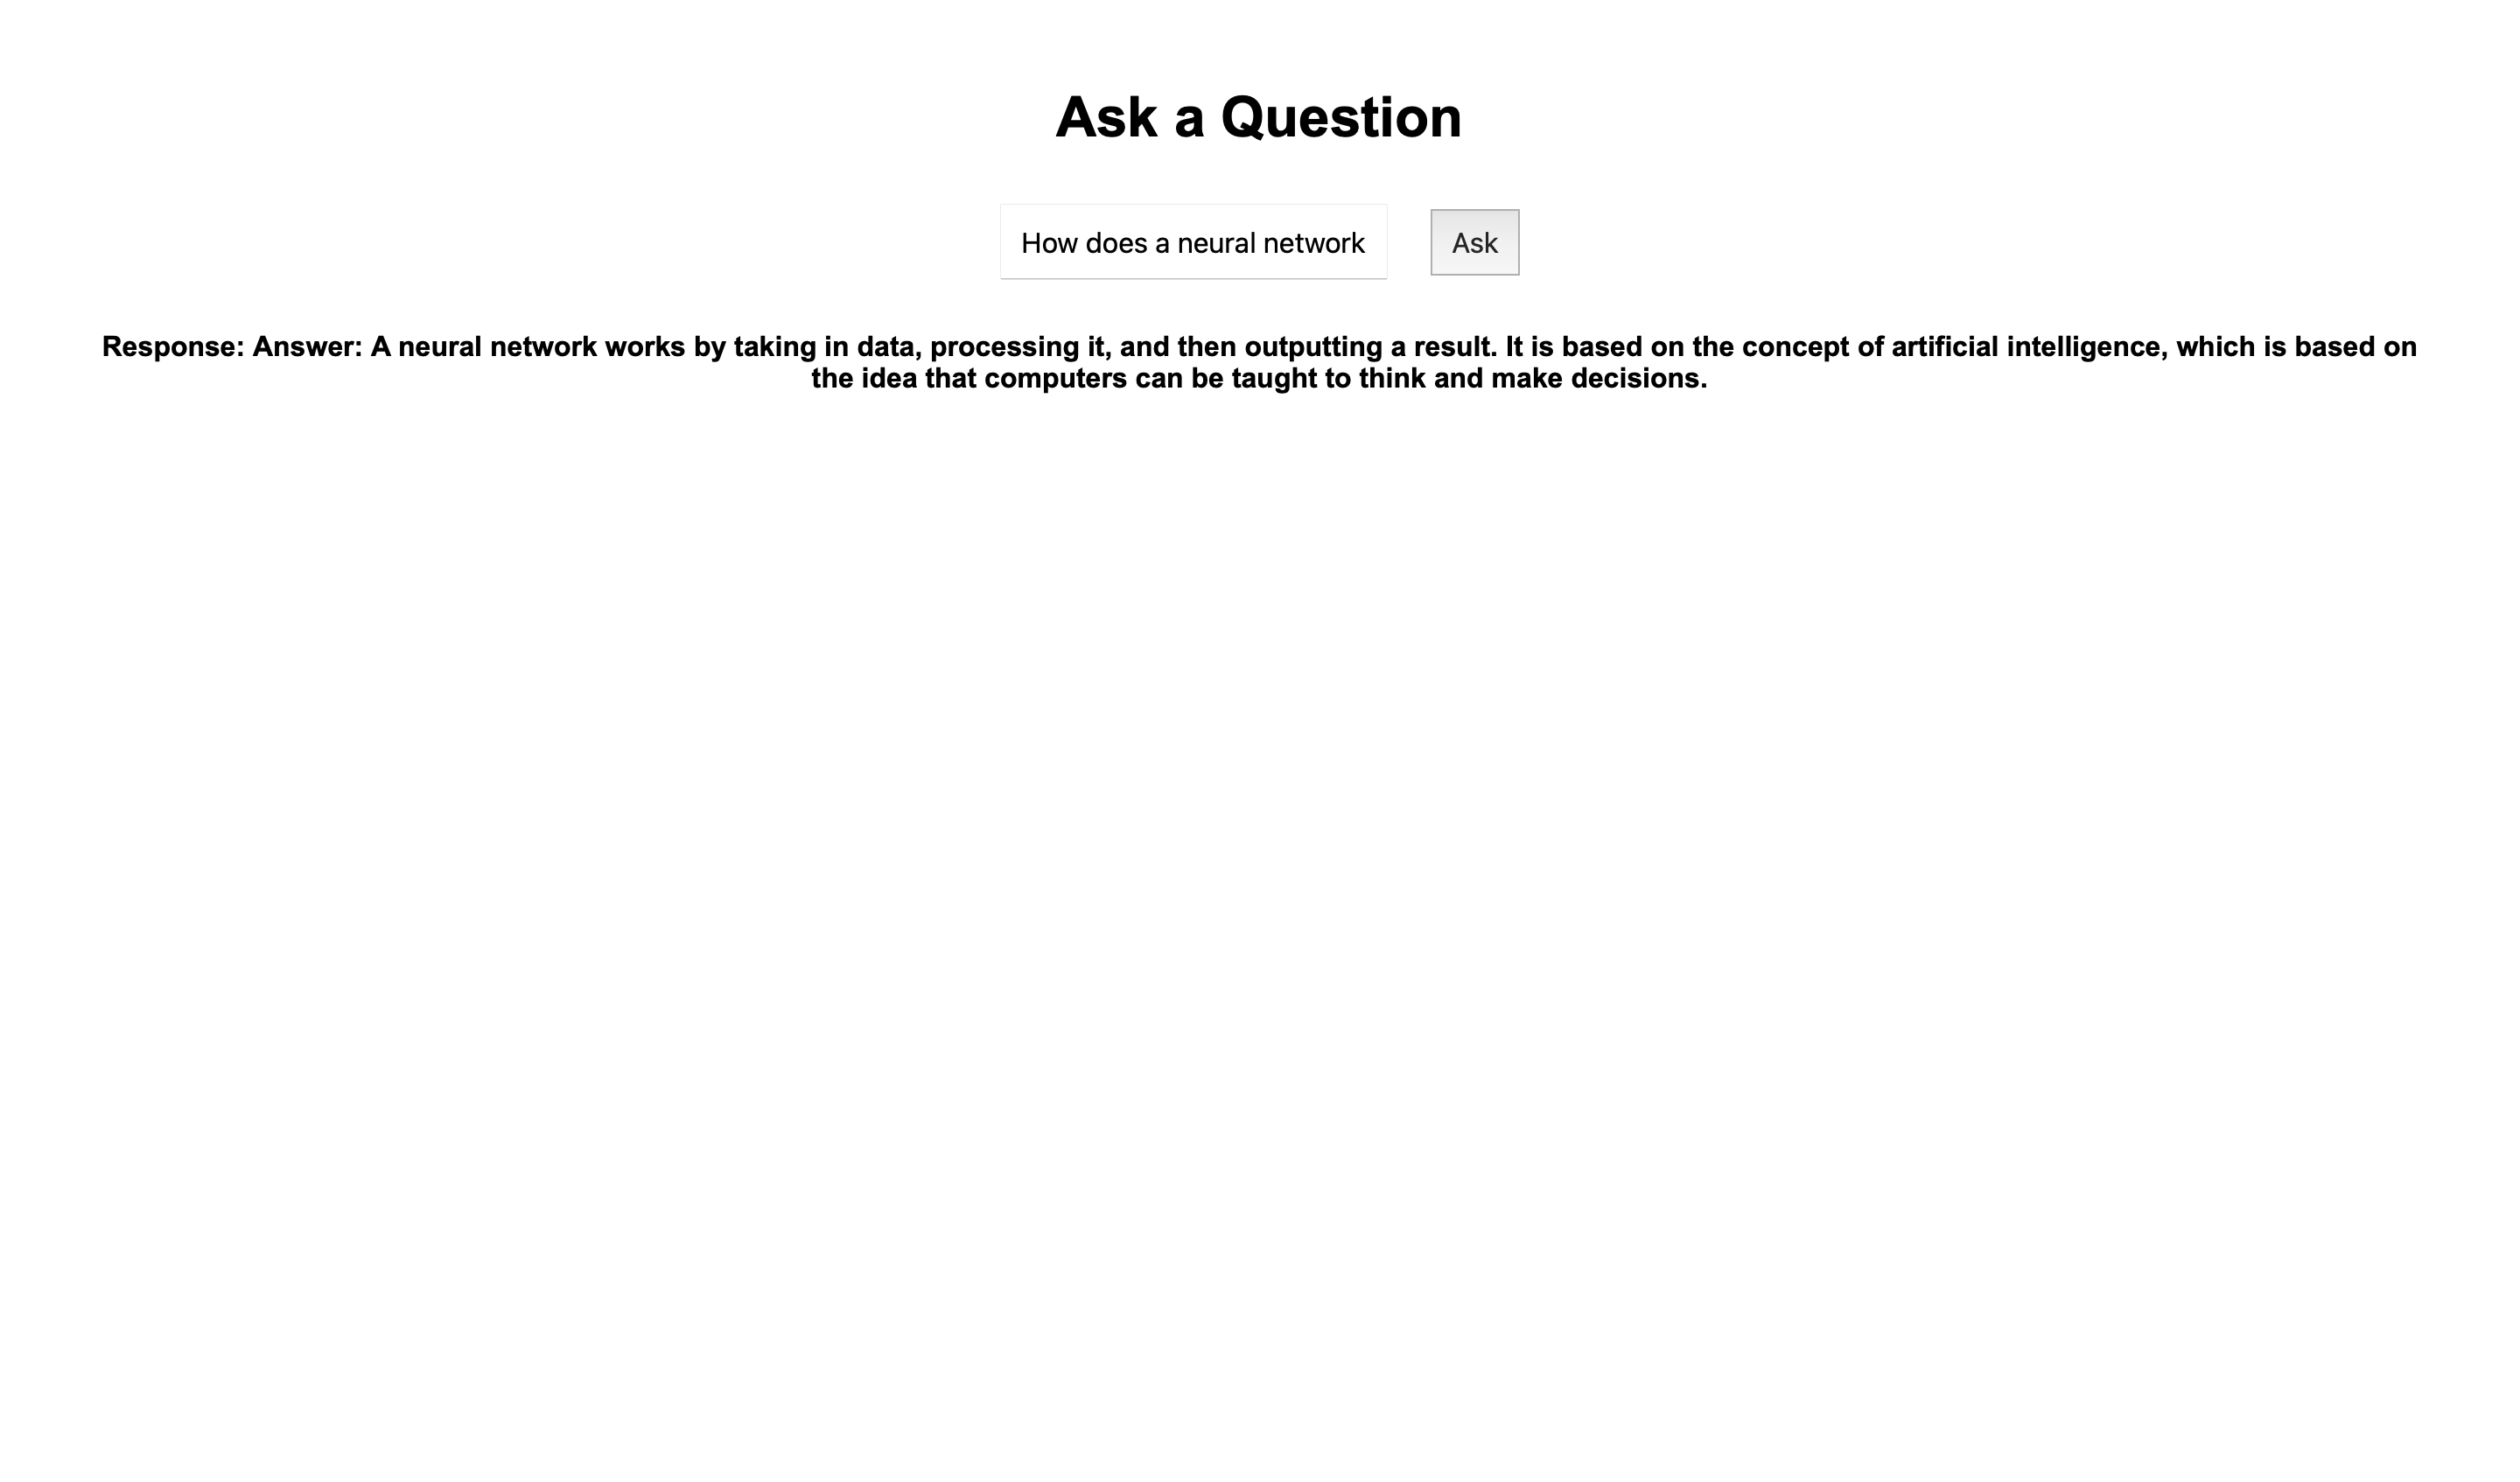 Ask a Question
How does a neural network
Ask
Response: Answer: A neural network works by taking in data, processing it, and then outputting a result. It is based on the concept of artificial intelligence, which is based on
the idea that computers can be taught to think and make decisions.